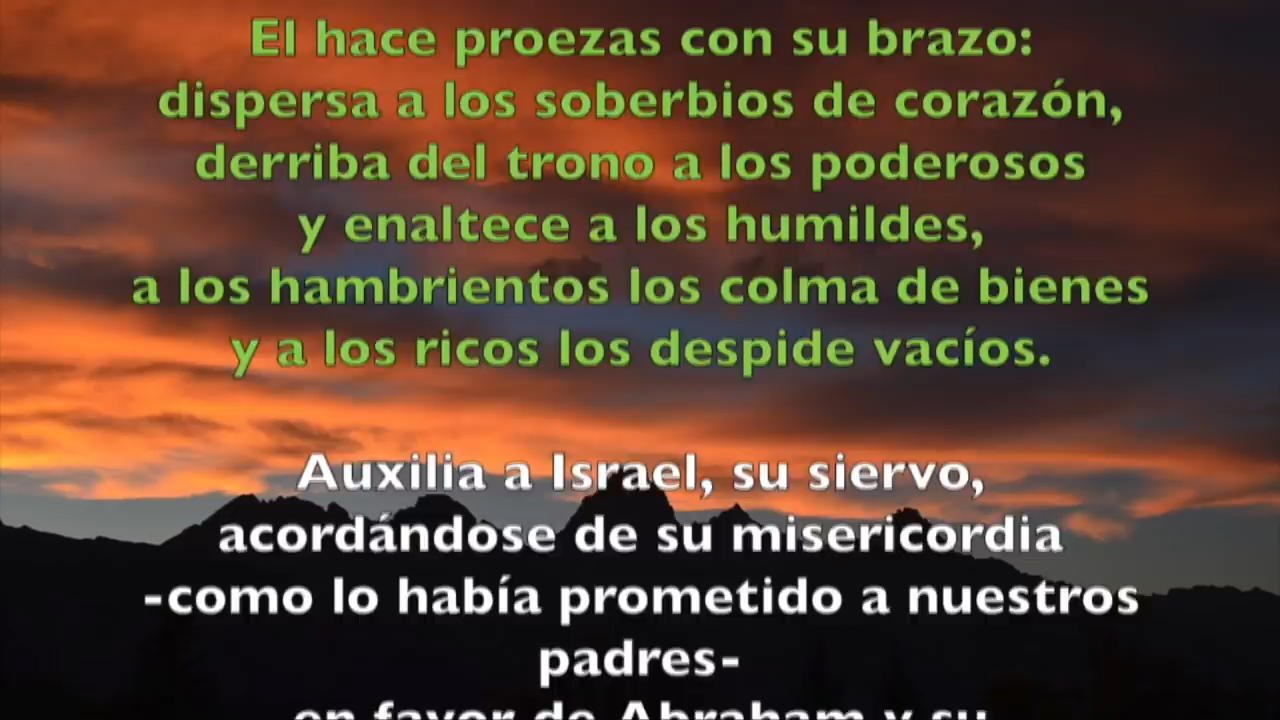 El hace proezas con su brazo:
dispersa a los soberbios de corazón,
derriba del trono a los poderosos
y enaltece a los humildes,
a los hambrientos los colma de bienes
y a los ricos los despide vacíos.
Auxilia a Israel, su siervo,
acordándose de su misericordia
-como lo había prometido a nuestros
padres-
en favor de Abraham y su